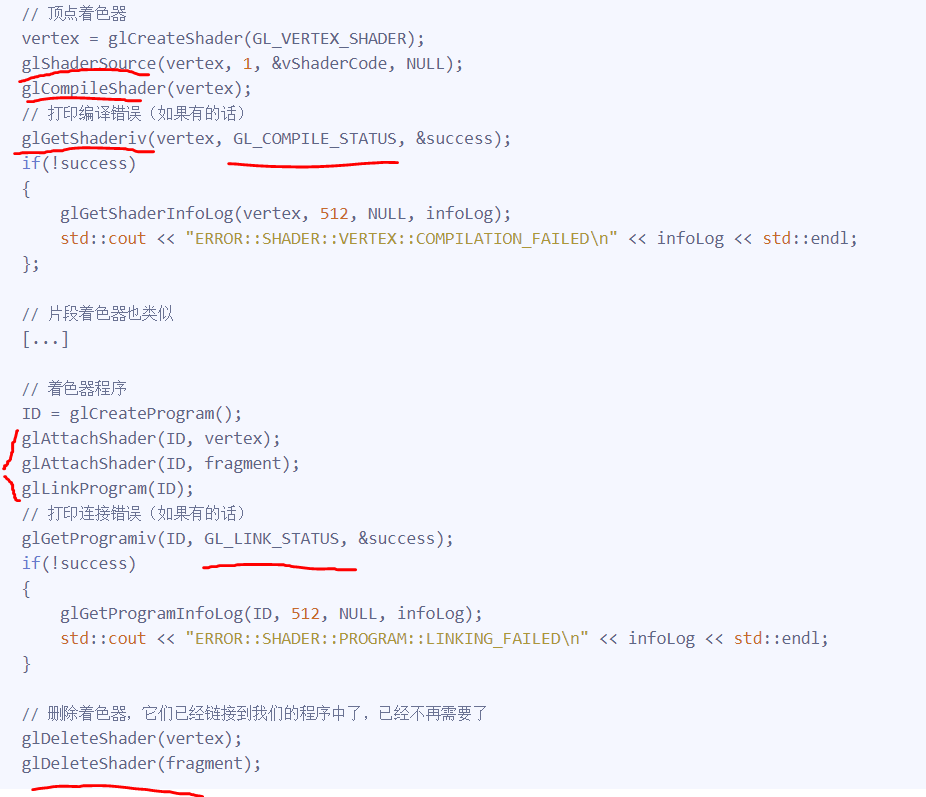 // 顶点着色器
vertex = glCreateShader(GL_VERTEX_SHADER);
glShaderSource(vertex, 1, &vShaderCode, NULL);
glCompileShader(vertex);
// 打印编译错误（如果有的话）
glGetShaderiv(vertex, GL_COMPILE_STATUS, &success);
if(!success)
{
    glGetShaderInfoLog(vertex, 512, NULL, infoLog);
    std::cout << "ERROR::SHADER::VERTEX::COMPILATION_FAILED\n" << infoLog << std::endl;
};
// 片段着色器也类似
[...]
// 着色器程序
ID = glCreateProgram();
glAttachShader(ID, vertex);
glAttachShader(ID, fragment);
glLinkProgram(ID);
// 打印连接错误（如果有的话）
glGetProgramiv(ID, GL_LINK_STATUS, &success);
if(!success)
{
    glGetProgramInfoLog(ID, 512, NULL, infoLog);
    std::cout << "ERROR::SHADER::PROGRAM::LINKING_FAILED\n" << infoLog << std::endl;
}
// 删除着色器，它们已经链接到我们的程序中了，已经不再需要了
glDeleteShader(vertex);
glDeleteShader(fragment);